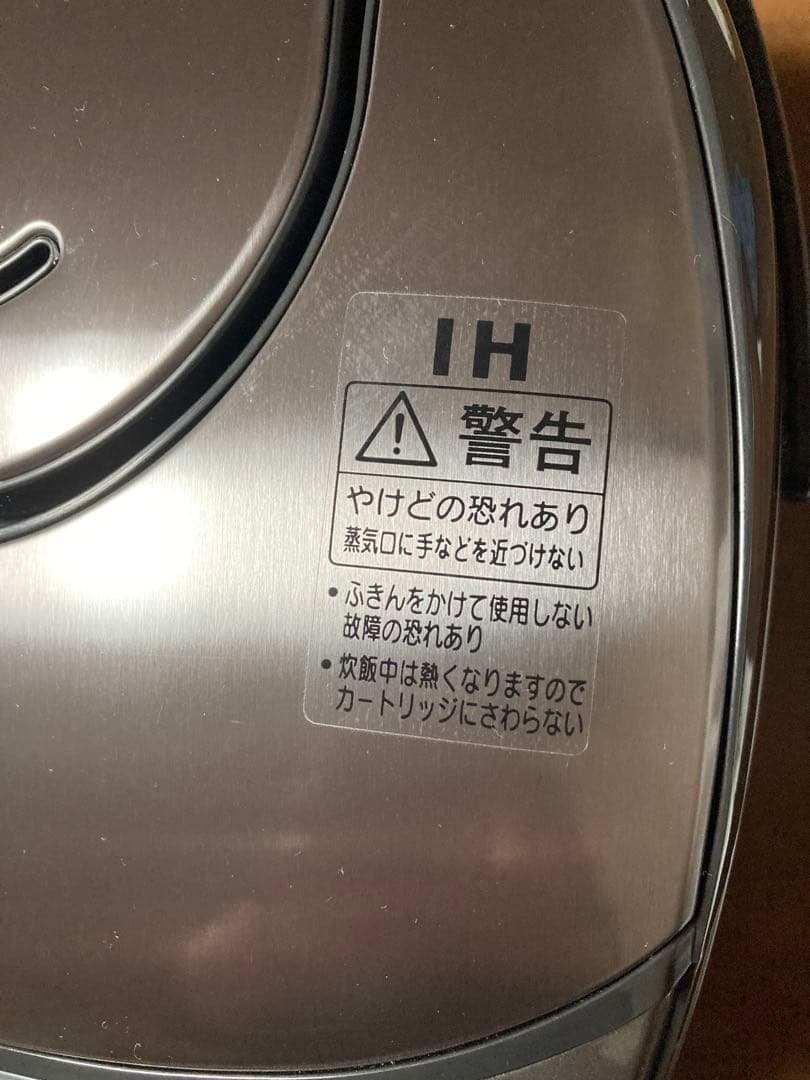 IH
警告
やけどの恐れあり
蒸気口に手などを近づけない
・ふきんをかけて使用しない
故障の恐れあり
・炊飯中は熱くなりますので
カートリッジにさわらない